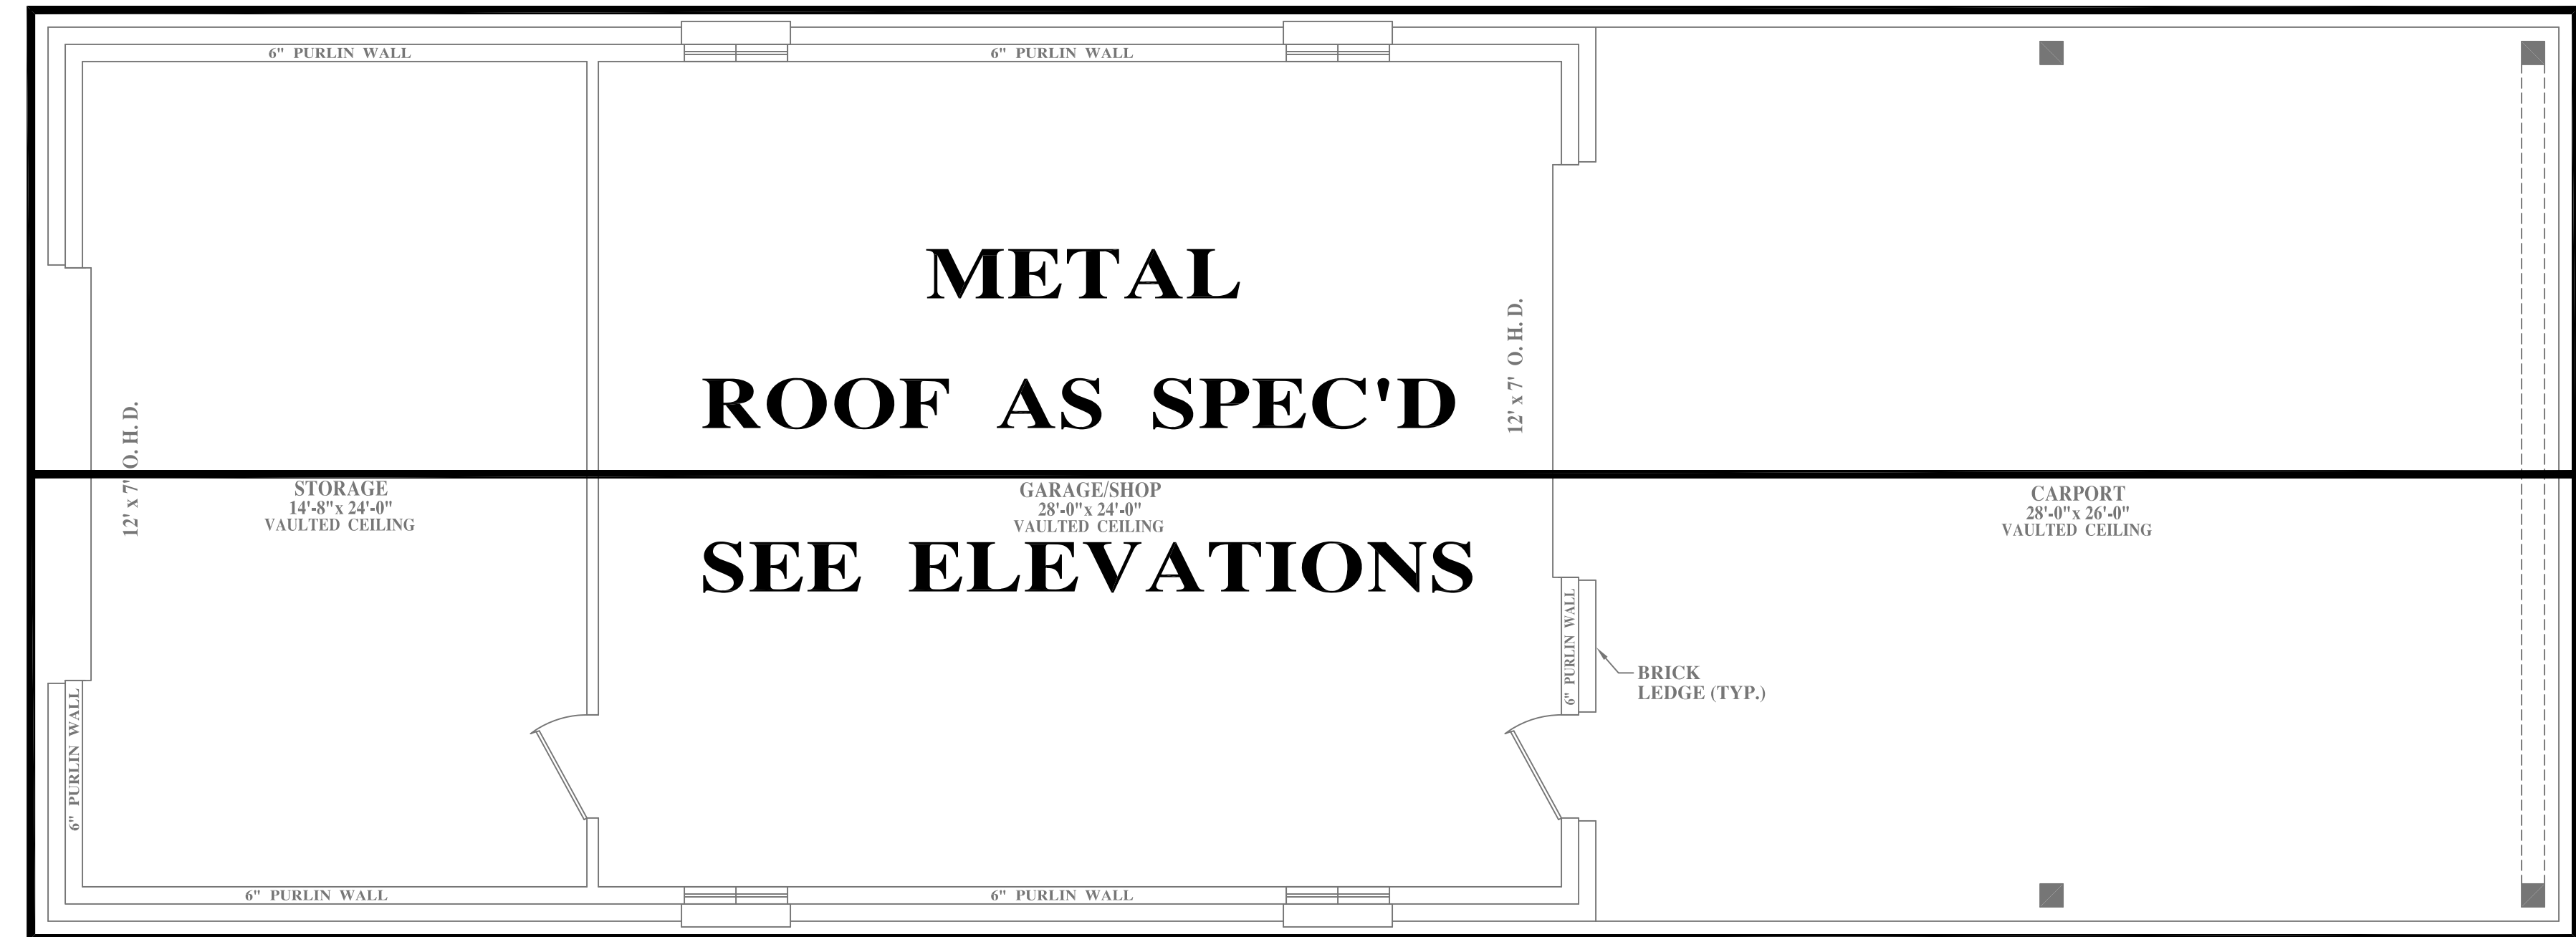 6" PURLIN WALL
6" PURLIN WALL
METAL
ROOF AS SPEC'D
SEE ELEVATIONS
12' x 7' O. H. D.
12' x 7' O. H. D.
STORAGE
14'-8"x 24'-0"
VAULTED CEILING
GARAGE/SHOP
28'-0"x 24'-0"
VAULTED CEILING
CARPORT
28'-0"x 26'-0"
VAULTED CEILING
6" PURLIN WALL
BRICK
LEDGE (TYP.)
6" PURLIN WALL
6" PURLIN WALL
6" PURLIN WALL